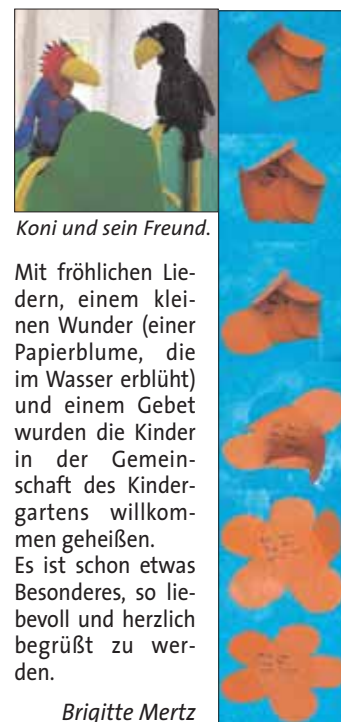 Koni und sein Freund.
Mit fröhlichen Lie-
dern, einem klei-
nen Wunder (einer
Papierblume, die
im Wasser erblüht)
und einem Gebet
wurden die Kinder
in der Gemein-
schaft des Kinder-
gartens willkom-
men geheißen.
Es ist schon etwas
Besonderes, so lie-
bevoll und herzlich
begrüßt zu wer-
den.
Brigitte Mertz